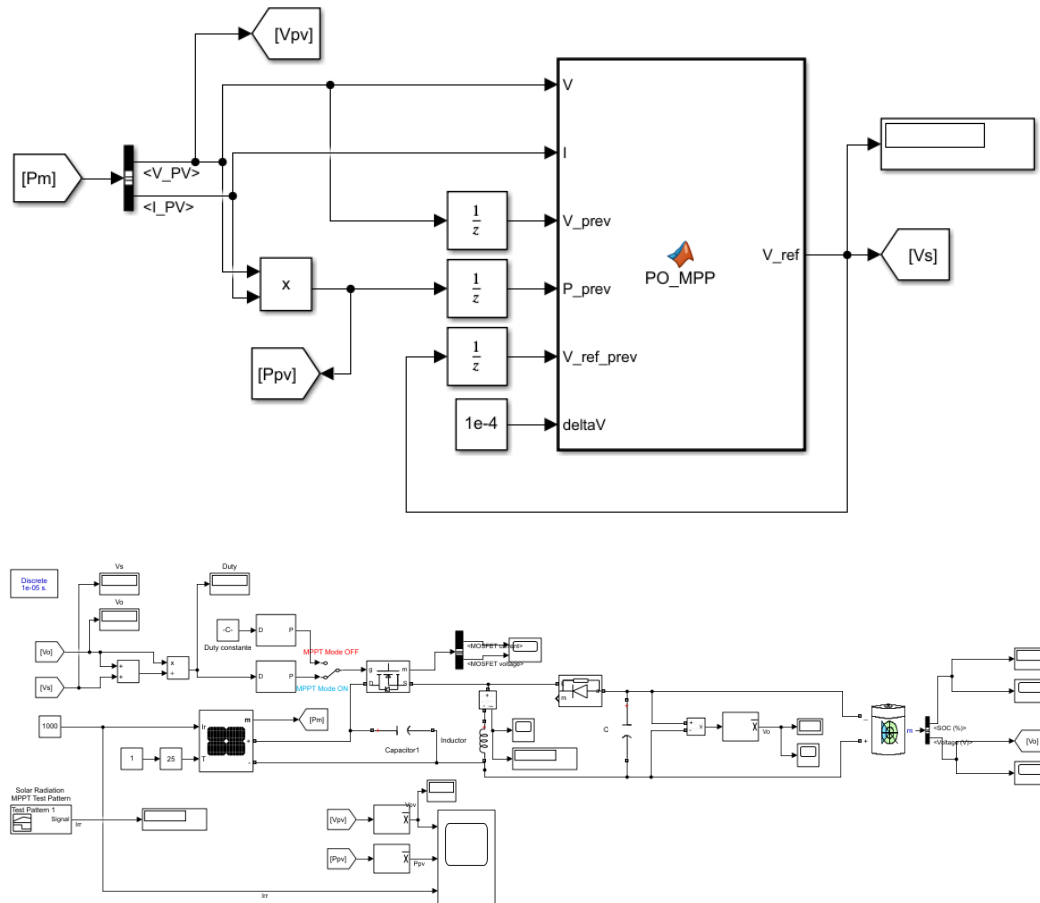 [Vpv]
V
[Pm]
<V_PV>
I
<I_PV>
1
z
V_prev
V_ref
[Vs]
PO_MPP
x
1
z
P_prev
[Ppv]
1
z
V_ref_prev
1e-4
deltaV
Discrete
1e-05 s.
Vs
Vo
Duty
-C-
Duty constante
D
P
MPPT Mode OFF
[Vo]
[Vs]
+
+
x
÷
D
P
MPPT Mode ON
g
m
D
S
<MOSFET current>
<MOSFET voltage>
1000
Ir
m
+
T
-
[Pm]
1
25
Capacitor1
Inductor
+
-
m
C
+
-
v
x
Vo
_
+
m
<SOC (%)>
<Voltage (V)>
[Vo]
Solar Radiation
MPPT Test Pattern
Test Pattern 1
Signal
Irr
[Vpv]
x
Vpv
[Ppv]
x
Ppv
Irr